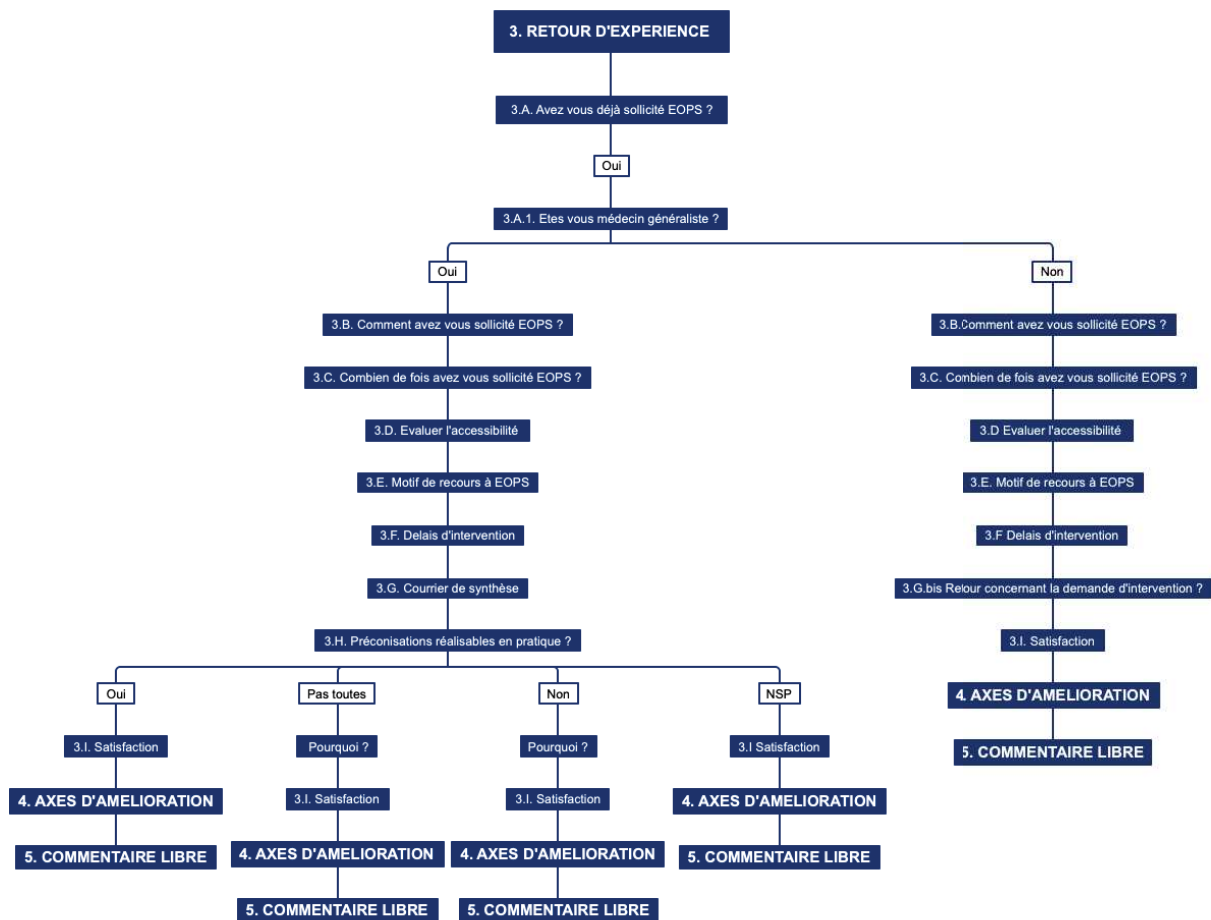 3. RETOUR D'EXPERIENCE
3.A. Avez vous déjà sollicité EOPS ?
Oui
3.A.1. Etes vous médecin généraliste ?
Oui
Non
3.B. Comment avez vous sollicité EOPS ?
3.B.Comment avez vous sollicité EOPS ?
3.C. Combien de fois avez vous sollicité EOPS ?
3.C. Combien de fois avez vous sollicité EOPS ?
3.D. Evaluer l'accessibilité
3.D Evaluer l'accessibilité
3.E. Motif de recours à EOPS
3.E. Motif de recours à EOPS
3.F. Delais d'intervention
3.F Delais d'intervention
3.G. Courrier de synthèse
3.G.bis Retour concernant la demande d'intervention ?
3.H. Préconisations réalisables en pratique ?
3.I. Satisfaction
Oui
Pas toutes
Non
NSP
4. AXES D'AMELIORATION
3.I. Satisfaction
Pourquoi ?
Pourquoi ?
3.I Satisfaction
5. COMMENTAIRE LIBRE
4. AXES D'AMELIORATION
3.I. Satisfaction
3.I. Satisfaction
4. AXES D'AMELIORATION
5. COMMENTAIRE LIBRE
4. AXES D'AMELIORATION
4. AXES D'AMELIORATION
5. COMMENTAIRE LIBRE
5. COMMENTAIRE LIBRE
5. COMMENTAIRE LIBRE